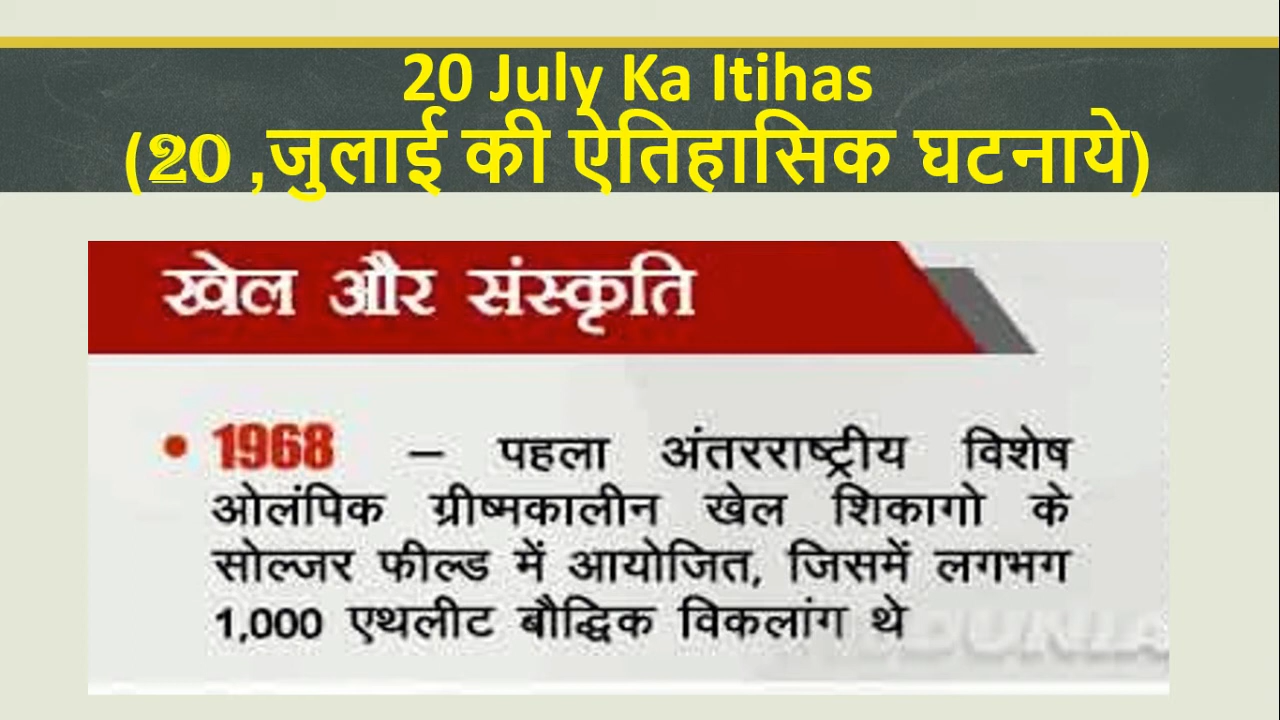 20 July Ka Itihas
(20 ,जुलाई की ऐतिहासिक घटनाये)
खेल और संस्कृति
• 1968 – पहला अंतरराष्ट्रीय विशेष
ओलंपिक ग्रीष्मकालीन खेल शिकागो के
सोल्जर फील्ड में आयोजित, जिसमें लगभग
1,000 एथलीट बौद्धिक विकलांग थे